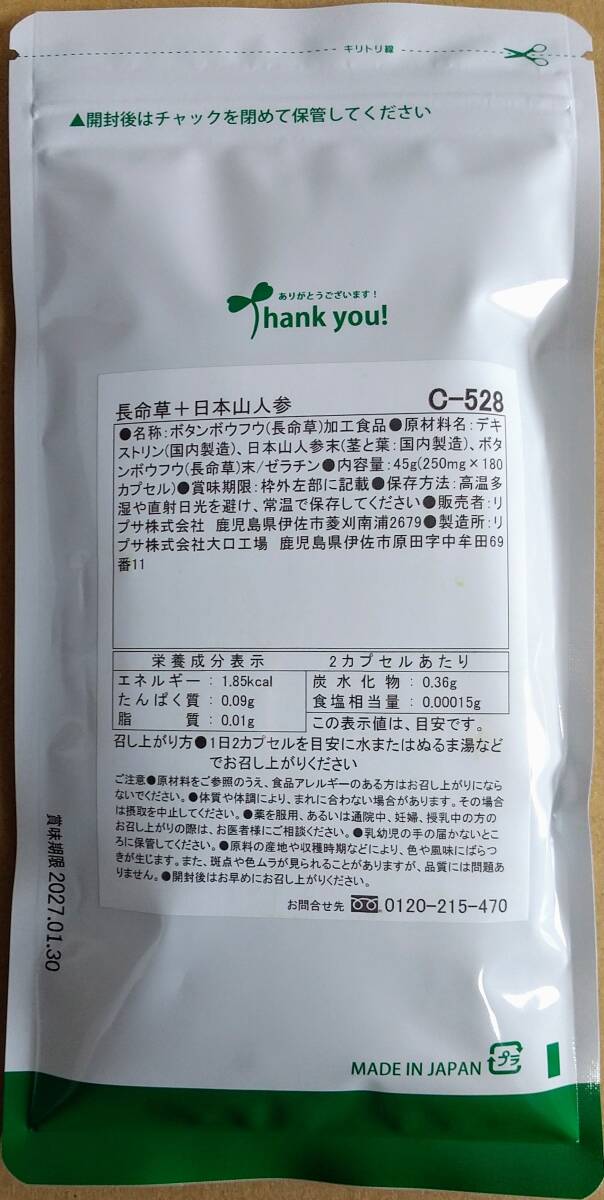 キリトリ線
▲開封後はチャックを閉めて保管してください
ありがとうございます!
Thank you!
長命草+日本山人参 C-528
●名称:ボタンボウフウ(長命草)加工食品●原材料名:デキ
ストリン(国内製造)、日本山人参末(茎と葉:国内製造)、ボタ
ンボウフウ(長命草)末/ゼラチン●内容量:45g(250mg×180
カプセル)●賞味期限:枠外左部に記載●保存方法:高温多
湿や直射日光を避け、常温で保存してください●販売者:リ
プサ株式会社 鹿児島県伊佐市菱刈南浦2679●製造所:リ
プサ株式会社大口工場 鹿児島県伊佐市原田字中牟田69
番11
栄養成分表示 2カプセルあたり
エネルギー:1.85kcal 炭水化物:0.36g
たんぱく質:0.09g 食塩相当量:0.00015g
脂質:0.01g この表示値は、目安です。
召し上がり方●1日2カプセルを目安に水またはぬるま湯など
でお召し上がりください
ご注意●原材料をご参照のうえ、食品アレルギーのある方はお召し上がりになら
ないでください。●体質や体調により、まれに合わない場合があります。その場合
は摂取を中止してください。●薬を服用、あるいは通院中、妊婦、授乳中の方の
お召し上がりの際は、お医者様にご相談ください。●乳幼児の手の届かないとこ
ろに保管してください。●原料の産地や収穫時期などにより、色や風味にばらつ
きが生じます。また、斑点や色ムラが見られることがありますが、品質には問題あ
りません。●開封後はお早めにお召し上がりください。
お問合せ先 0120-215-470
賞味期限 2027.01.30
MADE IN JAPAN プラ